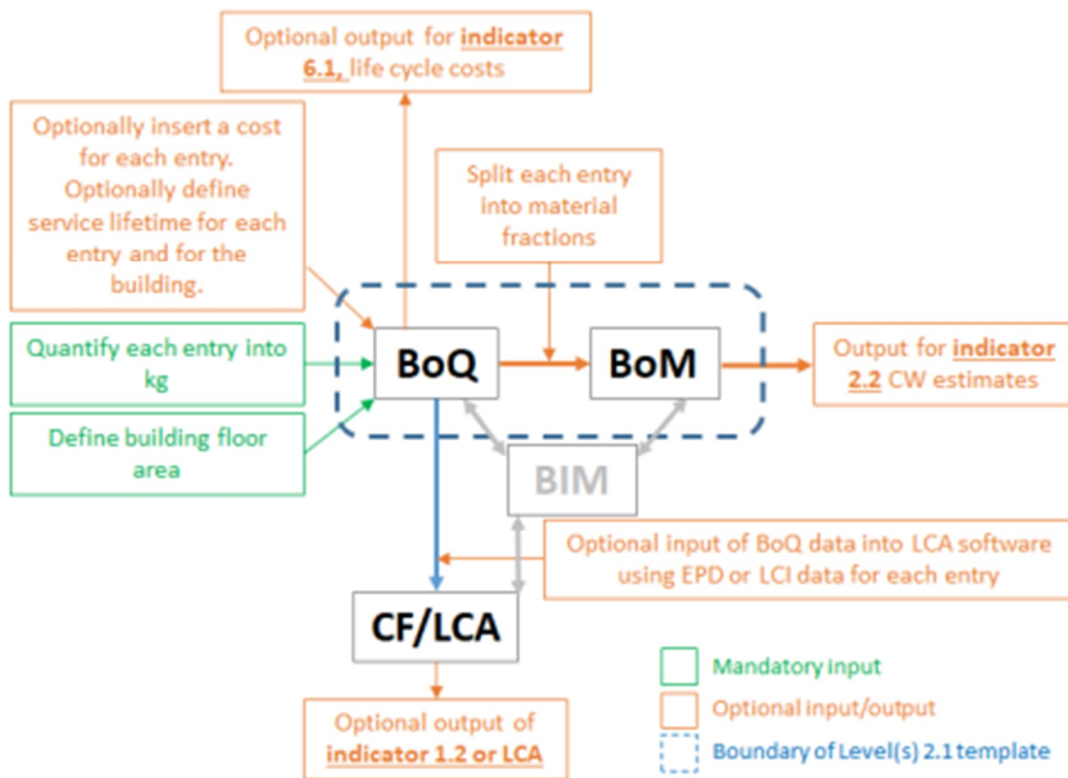 Optional output for indicator
6.1, life cycle costs
Optionally insert a cost
for each entry.
Optionally define
service lifetime for each
entry and for the
building.
Split each entry
into material
fractions
Quantify each entry into
kg
BoQ
BoM
Output for indicator
2.2 CW estimates
Define building floor
area
BIM
Optional input of BoQ data into LCA software
using EPD or LCI data for each entry
CF/LCA
Mandatory input
Optional input/output
Boundary of Level(s) 2.1 template
Optional output of
indicator 1.2 or LCA